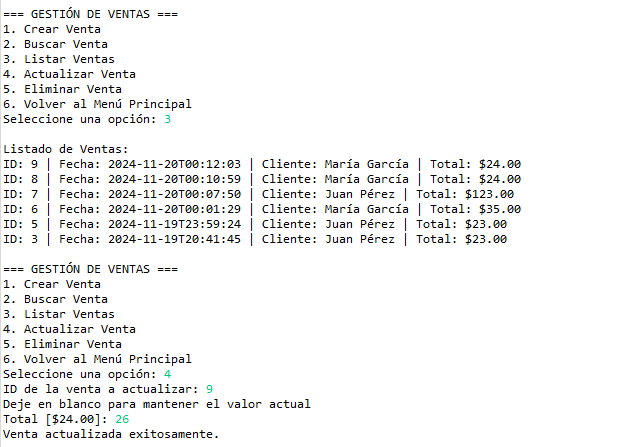 === GESTIÓN DE VENTAS ===
1. Crear Venta
2. Buscar Venta
3. Listar Ventas
4. Actualizar Venta
5. Eliminar Venta
6. Volver al Menú Principal
Seleccione una opción: 3
Listado de Ventas:
ID: 9 | Fecha: 2024-11-20T00:12:03 | Cliente: María García | Total: $24.00
ID: 8 | Fecha: 2024-11-20T00:10:59 | Cliente: María García | Total: $24.00
ID: 7 | Fecha: 2024-11-20T00:07:50 | Cliente: Juan Pérez | Total: $123.00
ID: 6 | Fecha: 2024-11-20T00:01:29 | Cliente: María García | Total: $35.00
ID: 5 | Fecha: 2024-11-19T23:59:24 | Cliente: Juan Pérez | Total: $23.00
ID: 3 | Fecha: 2024-11-19T20:41:45 | Cliente: Juan Pérez | Total: $23.00
=== GESTIÓN DE VENTAS ===
1. Crear Venta
2. Buscar Venta
3. Listar Ventas
4. Actualizar Venta
5. Eliminar Venta
6. Volver al Menú Principal
Seleccione una opción: 4
ID de la venta a actualizar: 9
Deje en blanco para mantener el valor actual
Total [$24.00]: 26
Venta actualizada exitosamente.